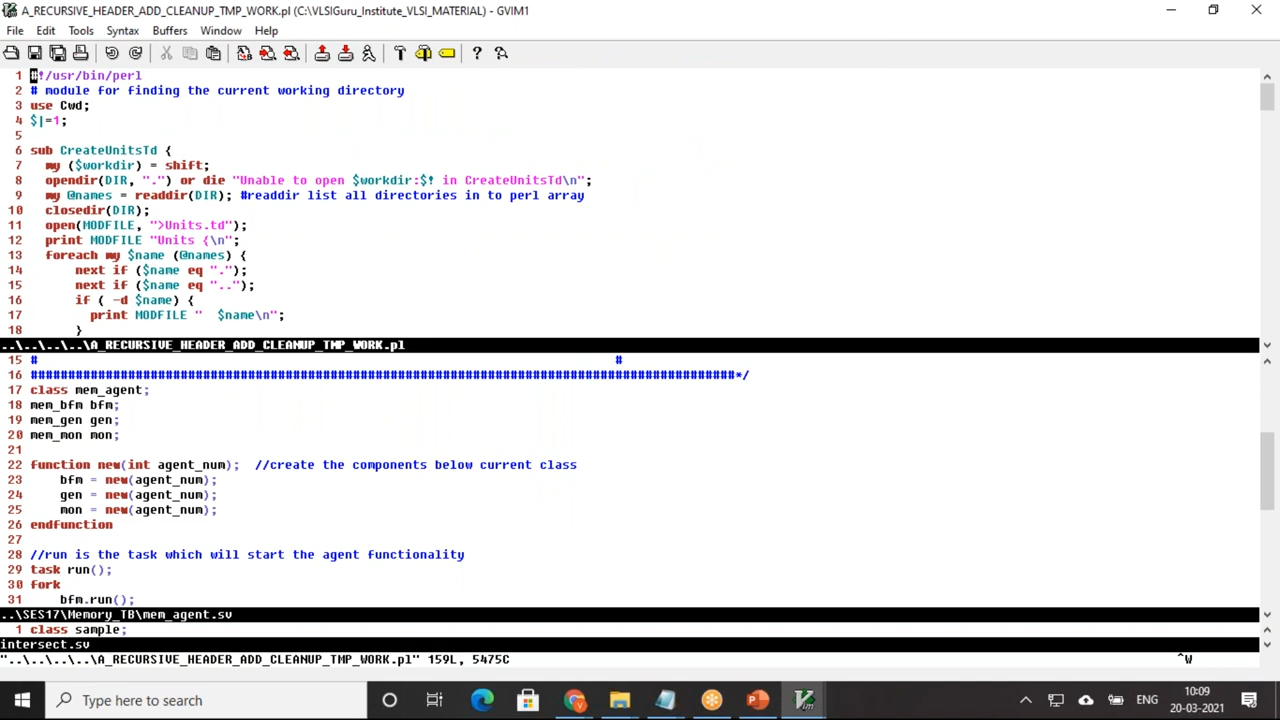 A_RECURSIVE_HEADER_ADD_CLEANUP_TMP_WORK.pl (C:\VLSIGuru_Institute_VLSI_MATERIAL) - GVIM1
File Edit Tools Syntax Buffers Window Help
1 #!/usr/bin/perl
2 # module for finding the current working directory
3 use Cwd;
4 $|=1;
5
6 sub CreateUnitsTd {
7 my ($workdir) = shift;
8 opendir(DIR, ".") or die "Unable to open $workdir:$! in CreateUnitsTd\n";
9 my @names = readdir(DIR); #readdir list all directories in to perl array
10 closedir(DIR);
11 open(MODFILE, ">Units.td");
12 print MODFILE "Units {\n";
13 foreach my $name (@names) {
14 next if ($name eq ".");
15 next if ($name eq "..");
16 if ( -d $name) {
17 print MODFILE "  $name\n";
18 }
..\..\..\..\A_RECURSIVE_HEADER_ADD_CLEANUP_TMP_WORK.pl
15 # #
16 ##############################################################################################*/
17 class mem_agent;
18 mem_bfm bfm;
19 mem_gen gen;
20 mem_mon mon;
21
22 function new(int agent_num);  //create the components below current class
23 bfm = new(agent_num);
24 gen = new(agent_num);
25 mon = new(agent_num);
26 endfunction
27
28 //run is the task which will start the agent functionality
29 task run();
30 fork
31 bfm.run();
..\SES17\Memory_TB\mem_agent.sv
1 class sample;
intersect.sv
"..\..\..\..\A_RECURSIVE_HEADER_ADD_CLEANUP_TMP_WORK.pl" 159L, 5475C ^W
Type here to search
ENG
10:09
20-03-2021